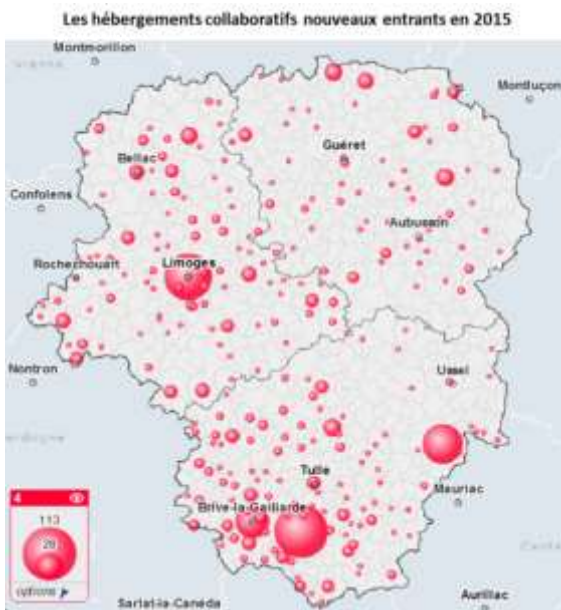 Les hébergements collaboratifs nouveaux entrants en 2015
Montmorillon
Montluçon
Guéret
Bellac
Confolens
Aubusson
Rochechouart
Limoges
Nontron
Ussel
Tulle
Mauriac
Brive-la-Gaillarde
4
113
28
options
Sarlat-la-Canéda
Aurillac